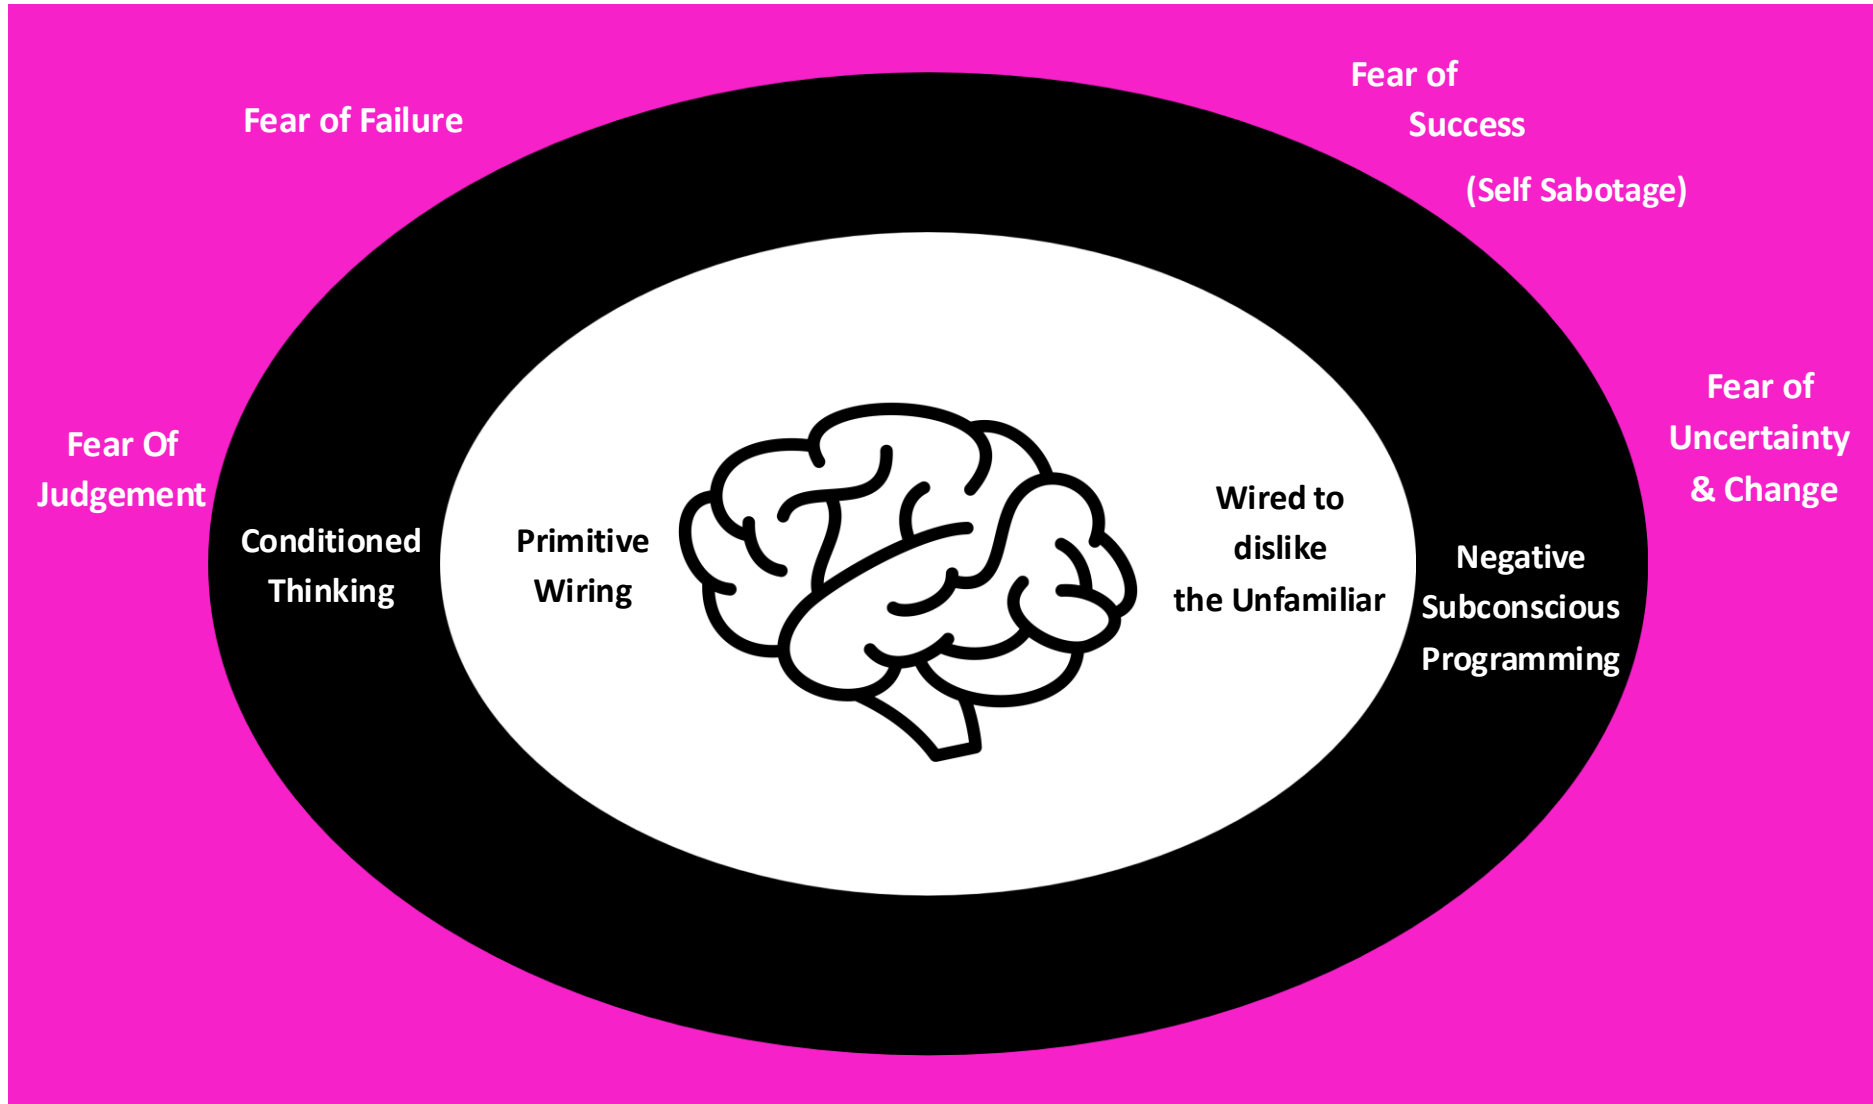 Fear of Failure
Fear of
Success
(Self Sabotage)
Fear Of
Judgement
Fear of
Uncertainty
& Change
Conditioned
Thinking
Primitive
Wiring
Wired to
dislike
the Unfamiliar
Negative
Subconscious
Programming